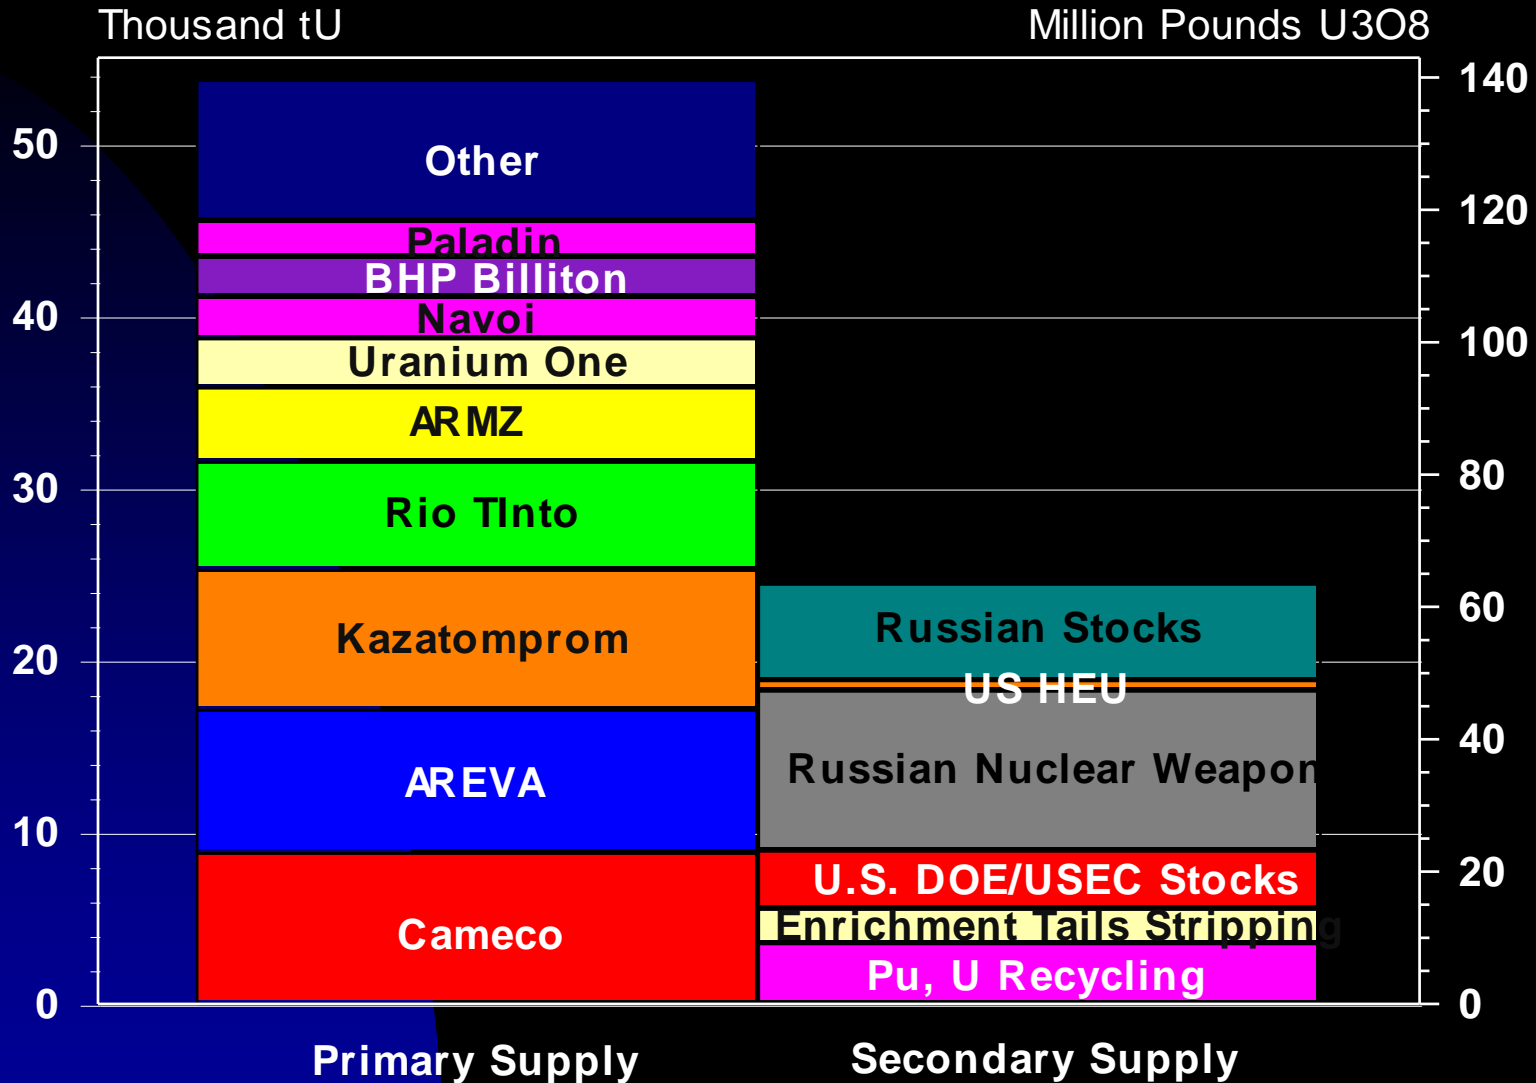 Thousand tU
Million Pounds U3O8
50
40
30
20
10
0
Other
Paladin
BHP Billiton
Navoi
Uranium One
ARMZ
Rio TInto
Kazatomprom
AREVA
Cameco
Russian Stocks
US HEU
Russian Nuclear Weapon
U.S. DOE/USEC Stocks
Enrichment Tails Stripping
Pu, U Recycling
140
120
100
80
60
40
20
0
Primary Supply
Secondary Supply